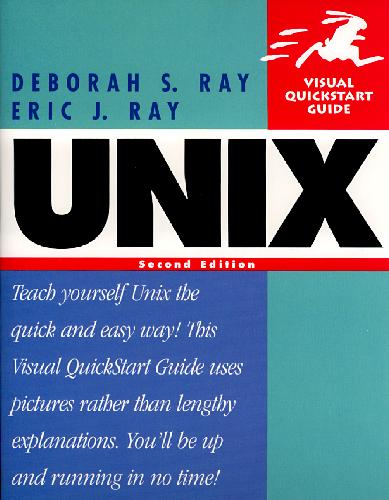 DEBORAH S. RAY
ERIC J. RAY
VISUAL
QUICKSTART
GUIDE
UNIX
Second Edition
Teach yourself Unix the
quick and easy way! This
Visual QuickStart Guide uses
pictures rather than lengthy
explanations. You'll be up
and running in no time!